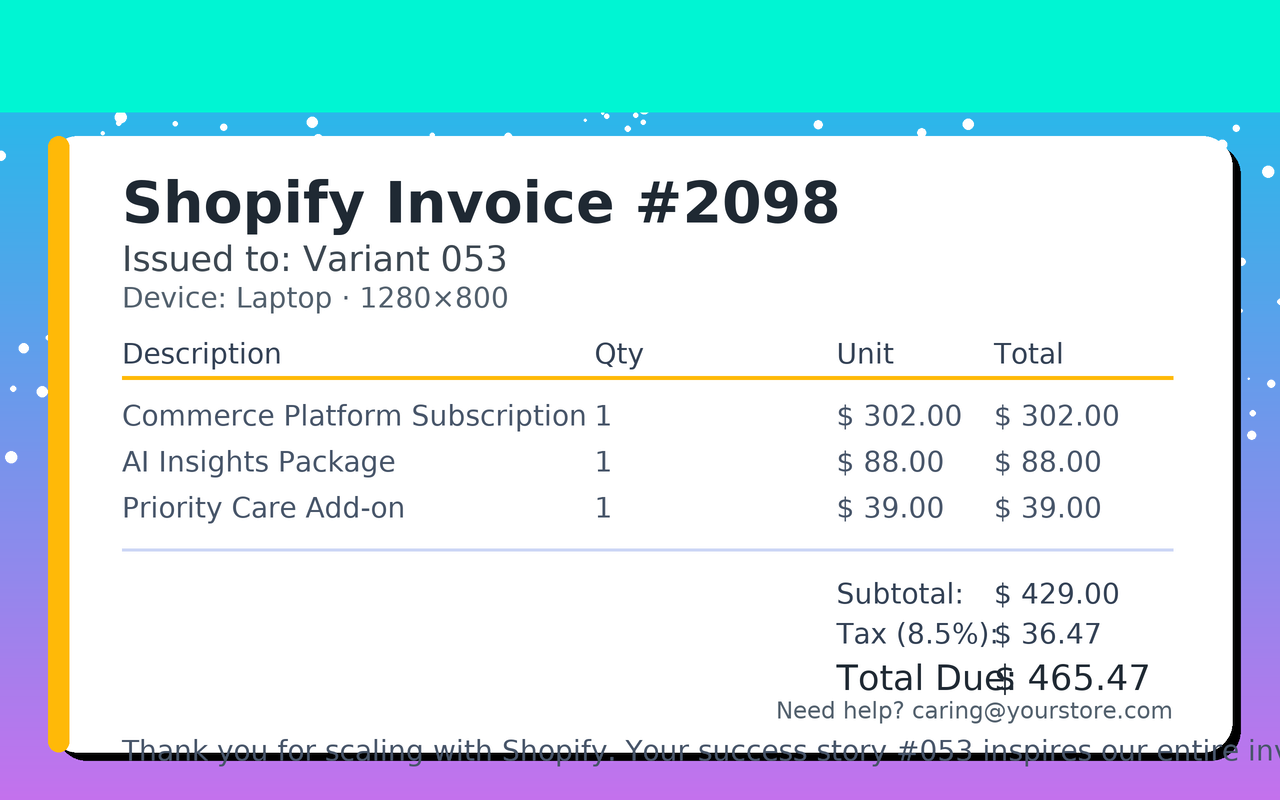 Shopify Invoice #2098
Issued to: Variant 053
Device: Laptop · 1280×800
Description Qty Unit Total
Commerce Platform Subscription 1 $ 302.00 $ 302.00
AI Insights Package 1 $ 88.00 $ 88.00
Priority Care Add-on 1 $ 39.00 $ 39.00
Subtotal: $ 429.00
Tax (8.5%): $ 36.47
Total Due: $ 465.47
Need help? caring@yourstore.com
Thank you for scaling with Shopify. Your success story #053 inspires our entire